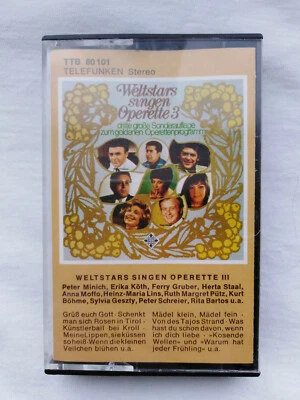 TTB 80 101
TELEFUNKEN Stereo
Weltstars
singen
Operette 3
dritte große Sonderauflage
zum goldenen Operettenprogramm
WELTSTARS SINGEN OPERETTE III
Peter Minich, Erika Köth, Ferry Gruber, Herta Staal,
Anna Moffo, Heinz-Maria Lins, Ruth Margret Pütz, Kurt
Böhme, Sylvia Geszty, Peter Schreier, Rita Bartos u.a.
Grüß euch Gott · Schenkt
man sich Rosen in Tirol ·
Künstlerball bei Kroll ·
Meine Lippen, sie küssen
so heiß · Wenn die kleinen
Veilchen blühen u.a.
Mädel klein, Mädel fein ·
Von des Tajos Strand · Was
hast du schon davon, wenn
ich dich liebe · »Kosende
Wellen« und »Warum hat
jeder Frühling« u.a.